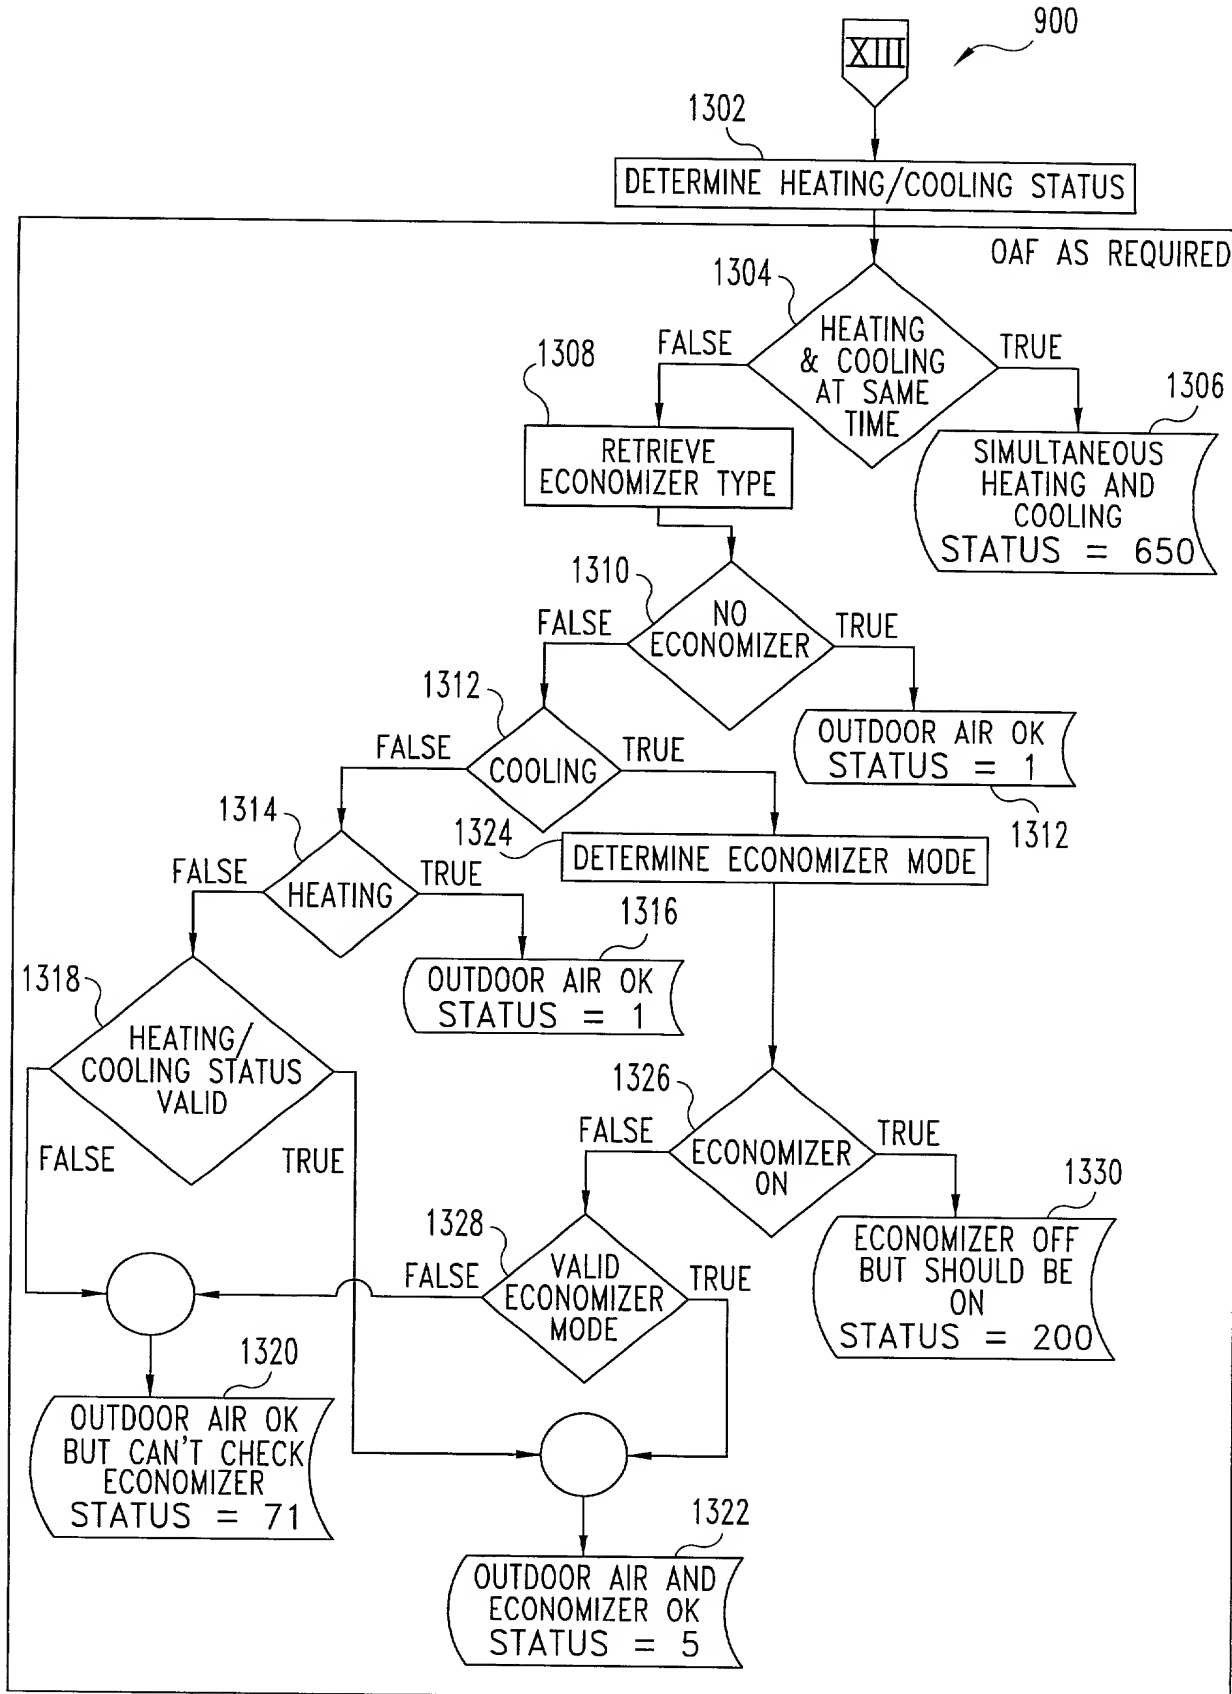 XIII
900
1302
DETERMINE HEATING/COOLING STATUS
OAF AS REQUIRED
1304
HEATING
& COOLING
AT SAME
TIME
FALSE
TRUE
1308
RETRIEVE
ECONOMIZER TYPE
1306
SIMULTANEOUS
HEATING AND
COOLING
STATUS = 650
1310
NO
ECONOMIZER
FALSE
TRUE
1312
COOLING
FALSE
TRUE
OUTDOOR AIR OK
STATUS = 1
1312
1314
HEATING
FALSE
TRUE
1324
DETERMINE ECONOMIZER MODE
1316
OUTDOOR AIR OK
STATUS = 1
1318
HEATING/
COOLING STATUS
VALID
FALSE
TRUE
1326
ECONOMIZER
ON
FALSE
TRUE
1328
VALID
ECONOMIZER
MODE
FALSE
TRUE
1330
ECONOMIZER OFF
BUT SHOULD BE
ON
STATUS = 200
1320
OUTDOOR AIR OK
BUT CAN'T CHECK
ECONOMIZER
STATUS = 71
1322
OUTDOOR AIR AND
ECONOMIZER OK
STATUS = 5